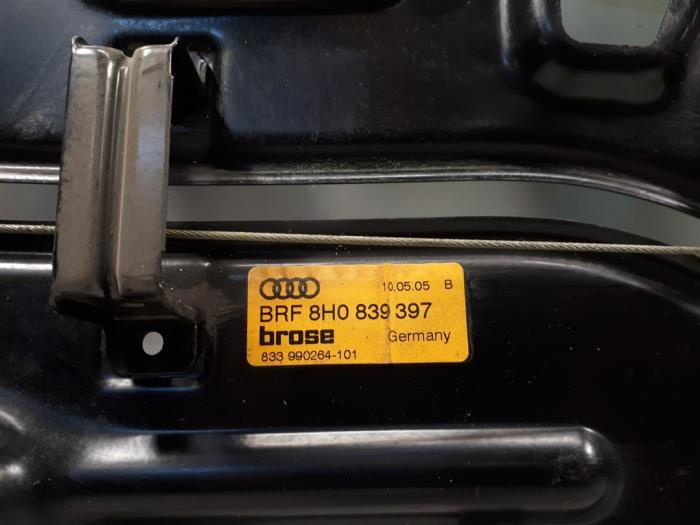 10.05.05 B
BRF 8H0 839 397
brose Germany
833 990264-101